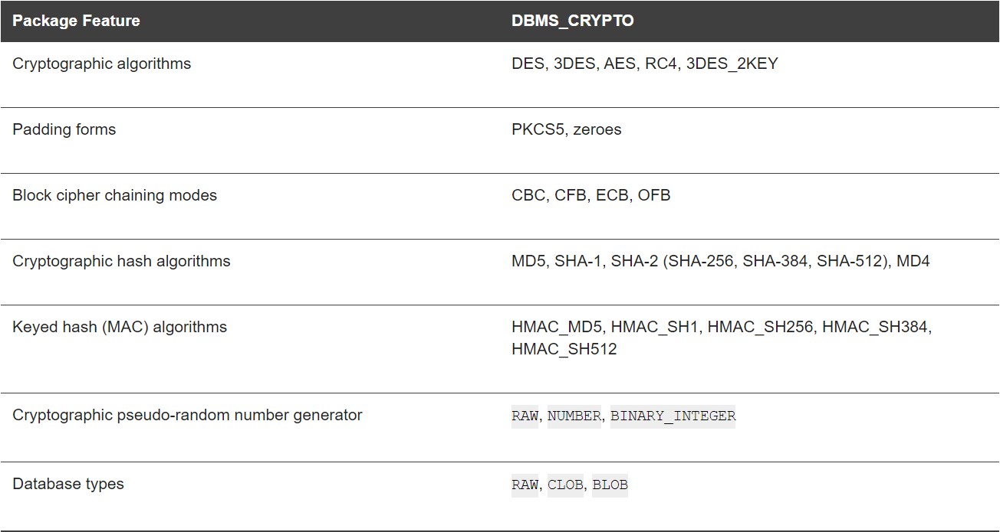 Package Feature DBMS_CRYPTO
Cryptographic algorithms DES, 3DES, AES, RC4, 3DES_2KEY
Padding forms PKCS5, zeroes
Block cipher chaining modes CBC, CFB, ECB, OFB
Cryptographic hash algorithms MD5, SHA-1, SHA-2 (SHA-256, SHA-384, SHA-512), MD4
Keyed hash (MAC) algorithms HMAC_MD5, HMAC_SH1, HMAC_SH256, HMAC_SH384,
HMAC_SH512
Cryptographic pseudo-random number generator RAW, NUMBER, BINARY_INTEGER
Database types RAW, CLOB, BLOB